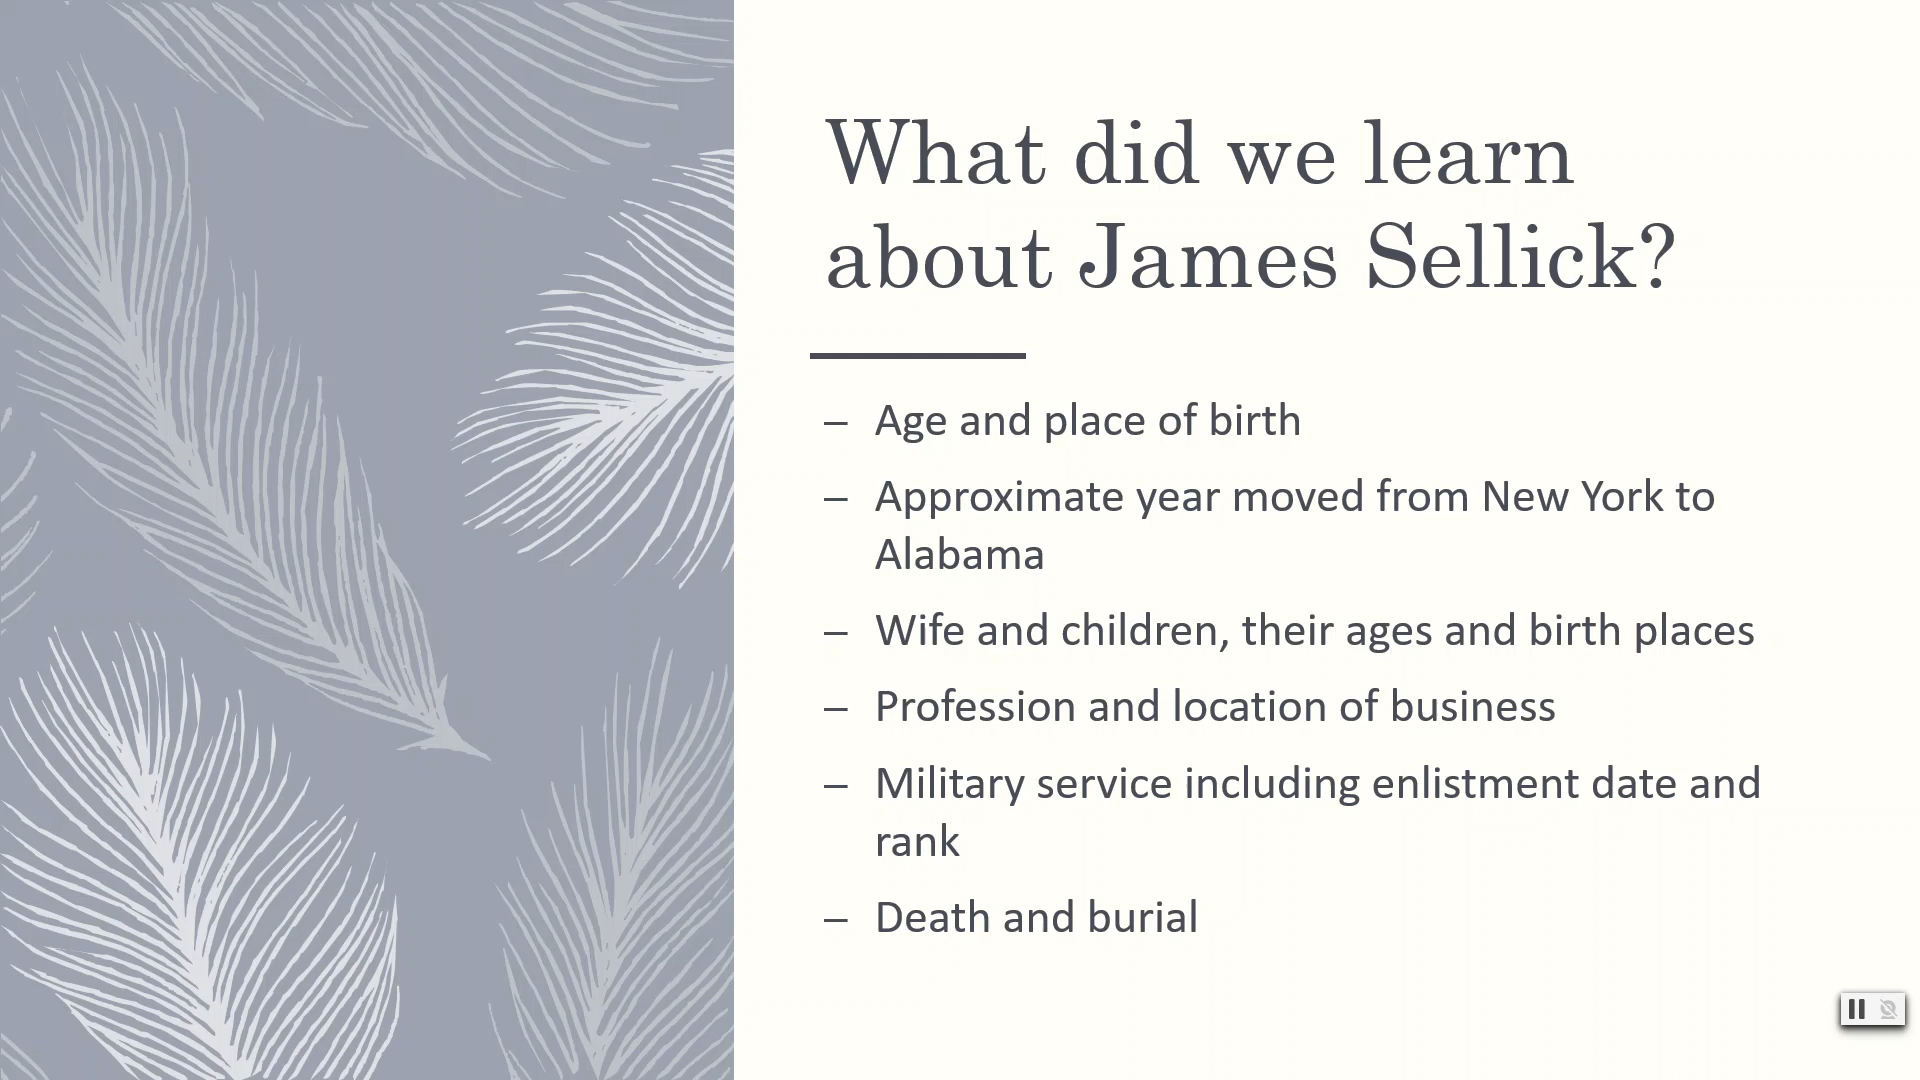 What did we learn
about James Sellick?
– Age and place of birth
– Approximate year moved from New York to
Alabama
– Wife and children, their ages and birth places
– Profession and location of business
– Military service including enlistment date and
rank
– Death and burial